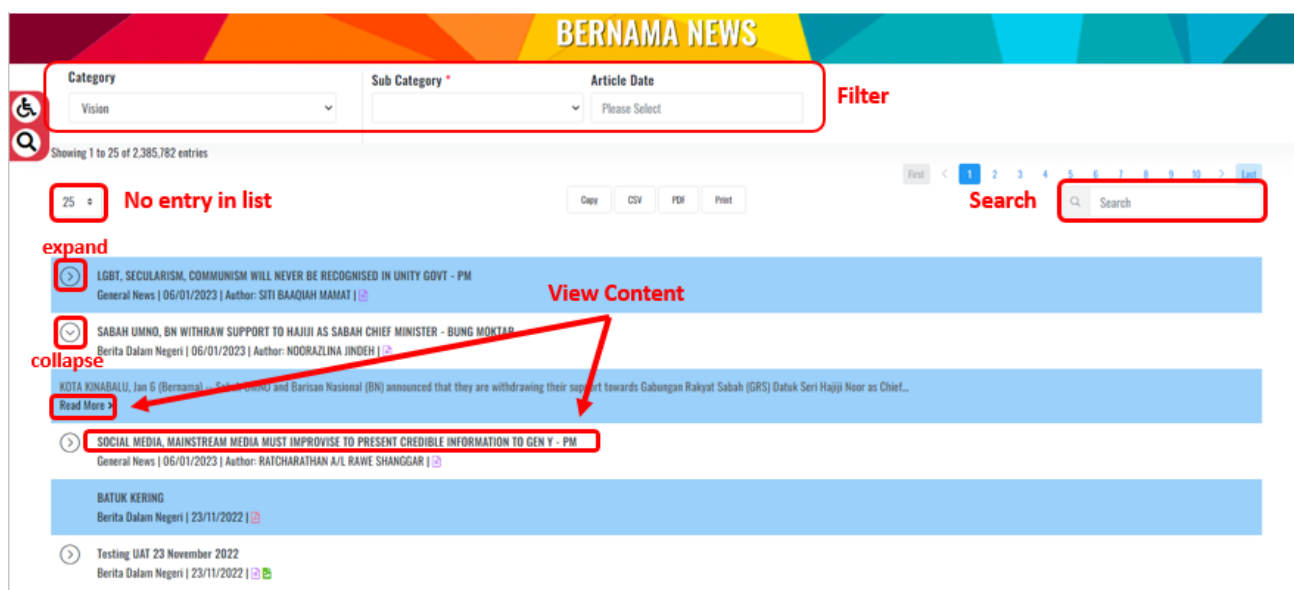 BERNAMA NEWS
Category
Sub Category *
Article Date
Vision
Please Select
Filter
Showing 1 to 25 of 2,385,782 entries
First < 1 2 3 4 5 6 7 8 9 10 > Last
25
No entry in list
Copy CSV PDF Print
Search
Search
expand
LGBT, SECULARISM, COMMUNISM WILL NEVER BE RECOGNISED IN UNITY GOVT - PM
General News | 06/01/2023 | Author: SITI BAAQIAH MAMAT |
View Content
SABAH UMNO, BN WITHRAW SUPPORT TO HAJIJI AS SABAH CHIEF MINISTER - BUNG MOKTAR
Berita Dalam Negeri | 06/01/2023 | Author: NOORAZLINA JINDEH |
collapse
KOTA KINABALU, Jan 6 (Bernama) -- Sabah UMNO and Barisan Nasional (BN) announced that they are withdrawing their support towards Gabungan Rakyat Sabah (GRS) Datuk Seri Hajiji Noor as Chief...
Read More >
SOCIAL MEDIA, MAINSTREAM MEDIA MUST IMPROVISE TO PRESENT CREDIBLE INFORMATION TO GEN Y - PM
General News | 06/01/2023 | Author: RATCHARATHAN A/L RAWE SHANGGAR |
BATUK KERING
Berita Dalam Negeri | 23/11/2022 |
Testing UAT 23 November 2022
Berita Dalam Negeri | 23/11/2022 |